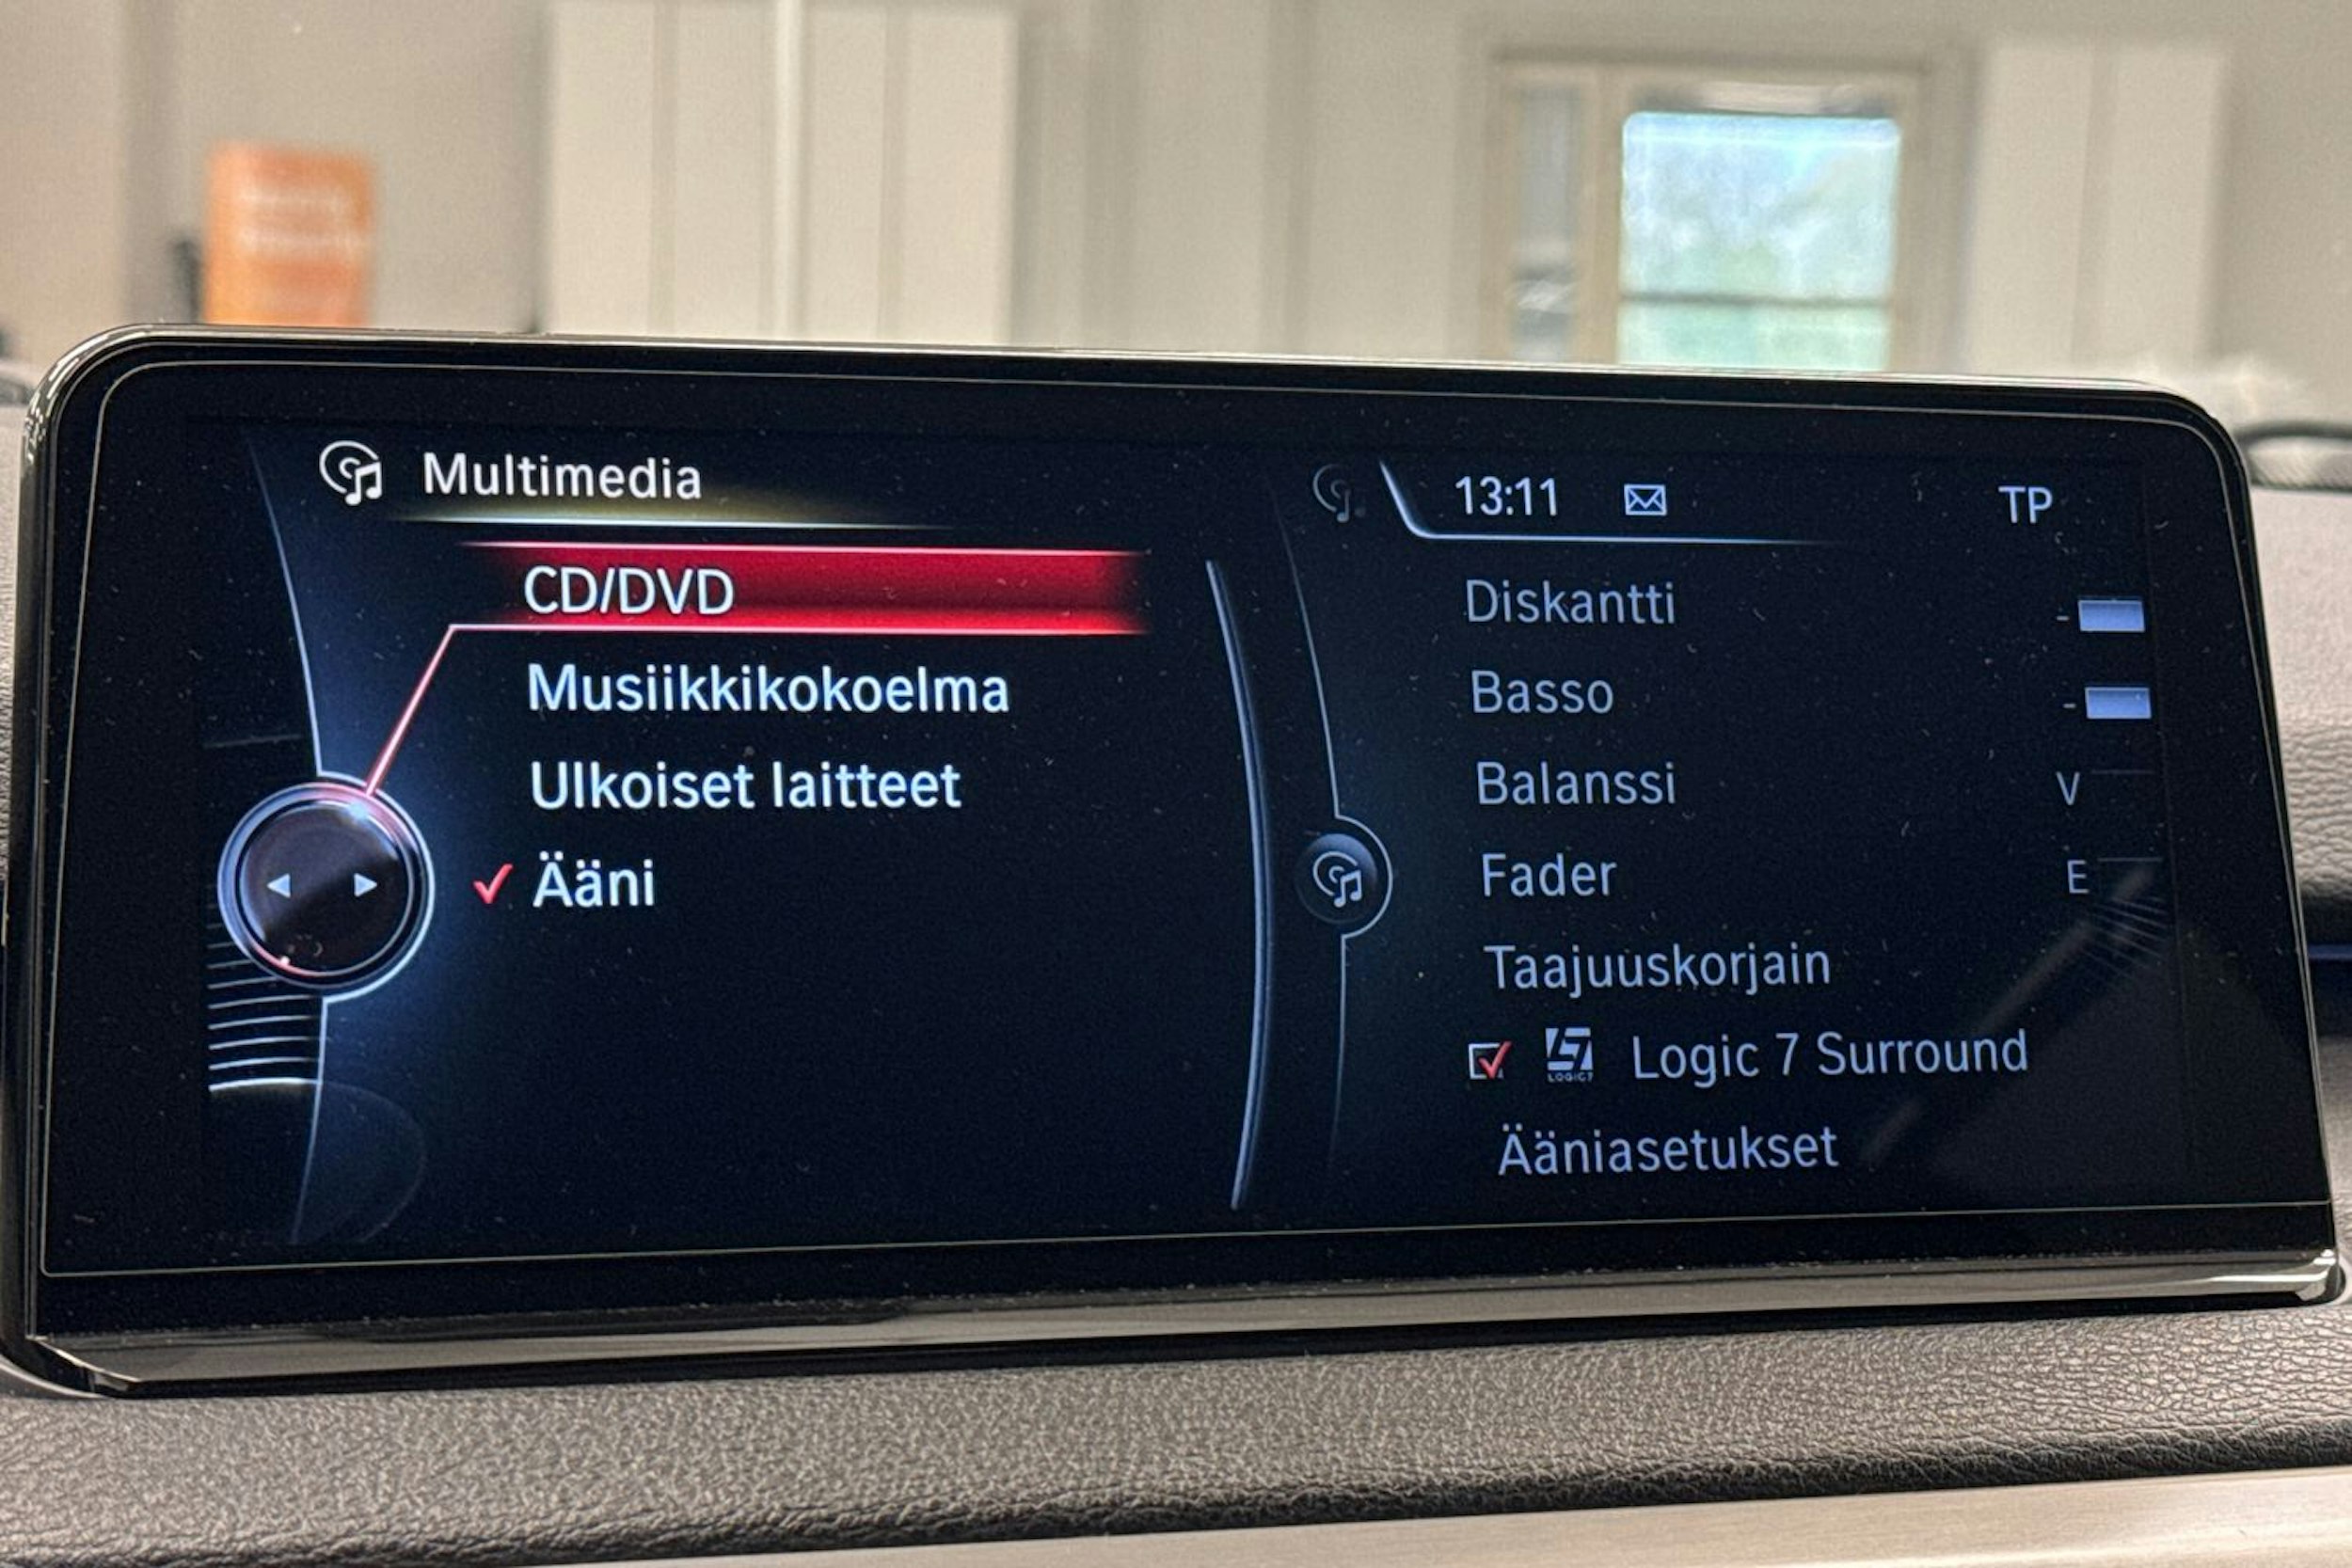 Multimedia
CD/DVD
Musiikkikokoelma
Ulkoiset laitteet
Ääni
13:11
TP
Diskantti -
Basso -
Balanssi V
Fader E
Taajuuskorjain
LOGIC7 Logic 7 Surround
Ääniasetukset